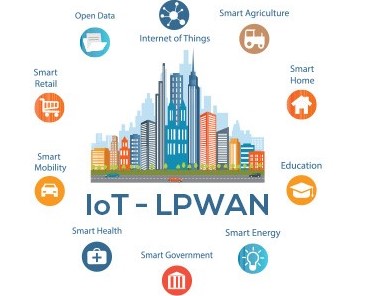 Open Data
Internet of Things
Smart Agriculture
Smart
Retail
Smart
Home
Smart
Mobility
Education
IoT - LPWAN
Smart Health
Smart Government
Smart Energy